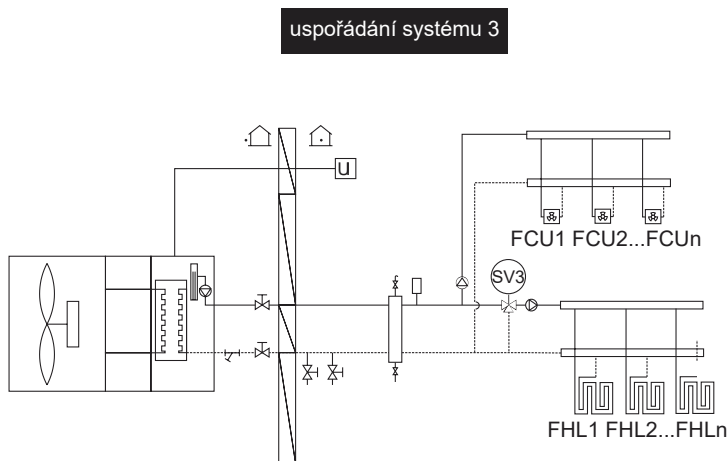 uspořádání systému 3
u
FCU1 FCU2...FCUn
SV3
FHL1 FHL2...FHLn